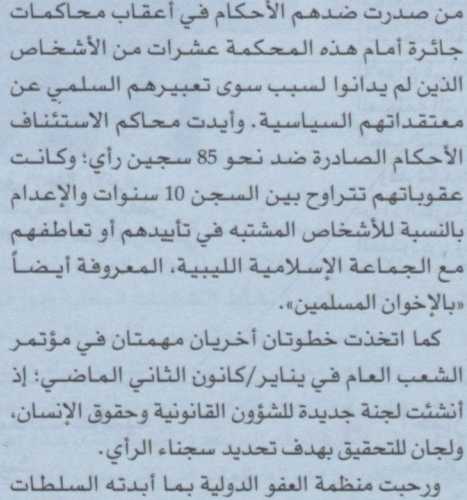 من صدرت ضدهم الأحكام في أعقاب محاكمات
جائرة أمام هذه المحكمة عشرات من الأشخاص
الذين لم يدانوا لسبب سوى تعبيرهم السلمي عن
معتقداتهم السياسية. وأيدت محاكم الاستئناف
الأحكام الصادرة ضد نحو 85 سجين رأي؛ وكانت
عقوباتهم تتراوح بين السجن 10 سنوات والإعدام
بالنسبة للأشخاص المشتبه في تأييدهم أو تعاطفهم
مع الجماعة الإسلامية الليبية، المعروفة أيضاً
«بالإخوان المسلمين».
كما اتخذت خطوتان أخريان مهمتان في مؤتمر
الشعب العام في يناير/كانون الثاني الماضي؛ إذ
أنشئت لجنة جديدة للشؤون القانونية وحقوق الإنسان،
ولجان للتحقيق بهدف تحديد سجناء الرأي.
ورحبت منظمة العفو الدولية بما أبدته السلطات